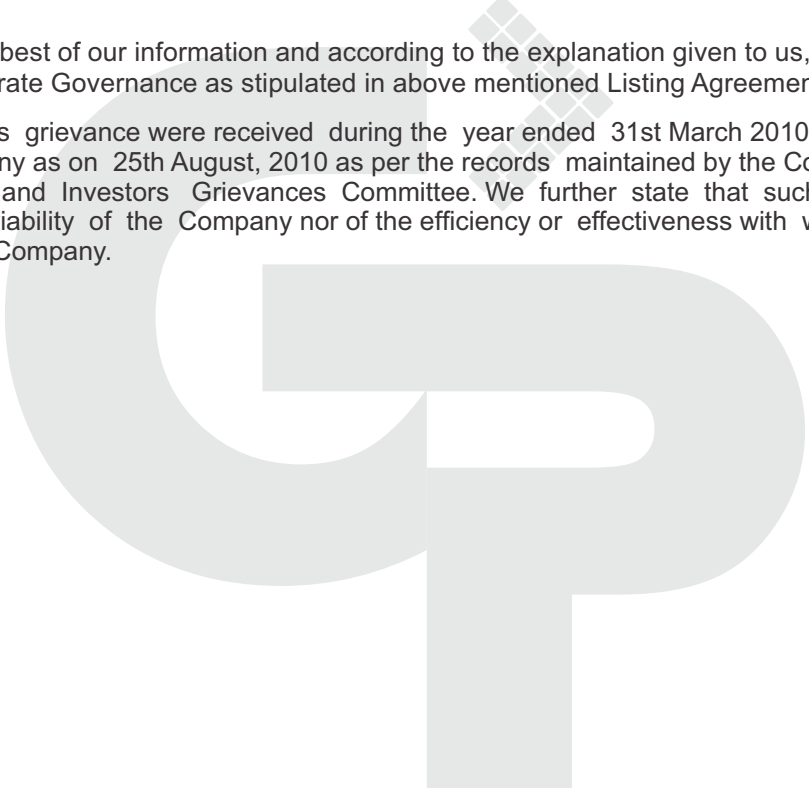 best of our information and according to the explanation given to us,
rate Governance as stipulated in above mentioned Listing Agreemen
s grievance were received during the year ended 31st March 2010
ny as on 25th August, 2010 as per the records maintained by the Co
and Investors Grievances Committee. We further state that such
iability of the Company nor of the efficiency or effectiveness with w
Company.
GP